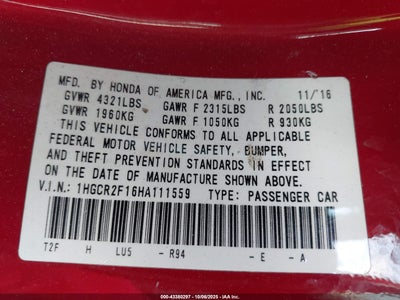 MFD. BY HONDA OF AMERICA MFG., INC. 11/16
GVWR 4321LBS GAWR F 2315LBS R 2050LBS
GVWR 1960KG GAWR F 1050KG R 930KG
THIS VEHICLE CONFORMS TO ALL APPLICABLE
FEDERAL MOTOR VEHICLE SAFETY, BUMPER,
AND THEFT PREVENTION STANDARDS IN EFFECT
ON THE DATE OF MANUFACTURE SHOWN ABOVE.
V.I.N.: 1HGCR2F16HA111559 TYPE: PASSENGER CAR
T2F H LU5 - R94 - E - A
000-43380297 | 10/06/2025 | IAAI.COM